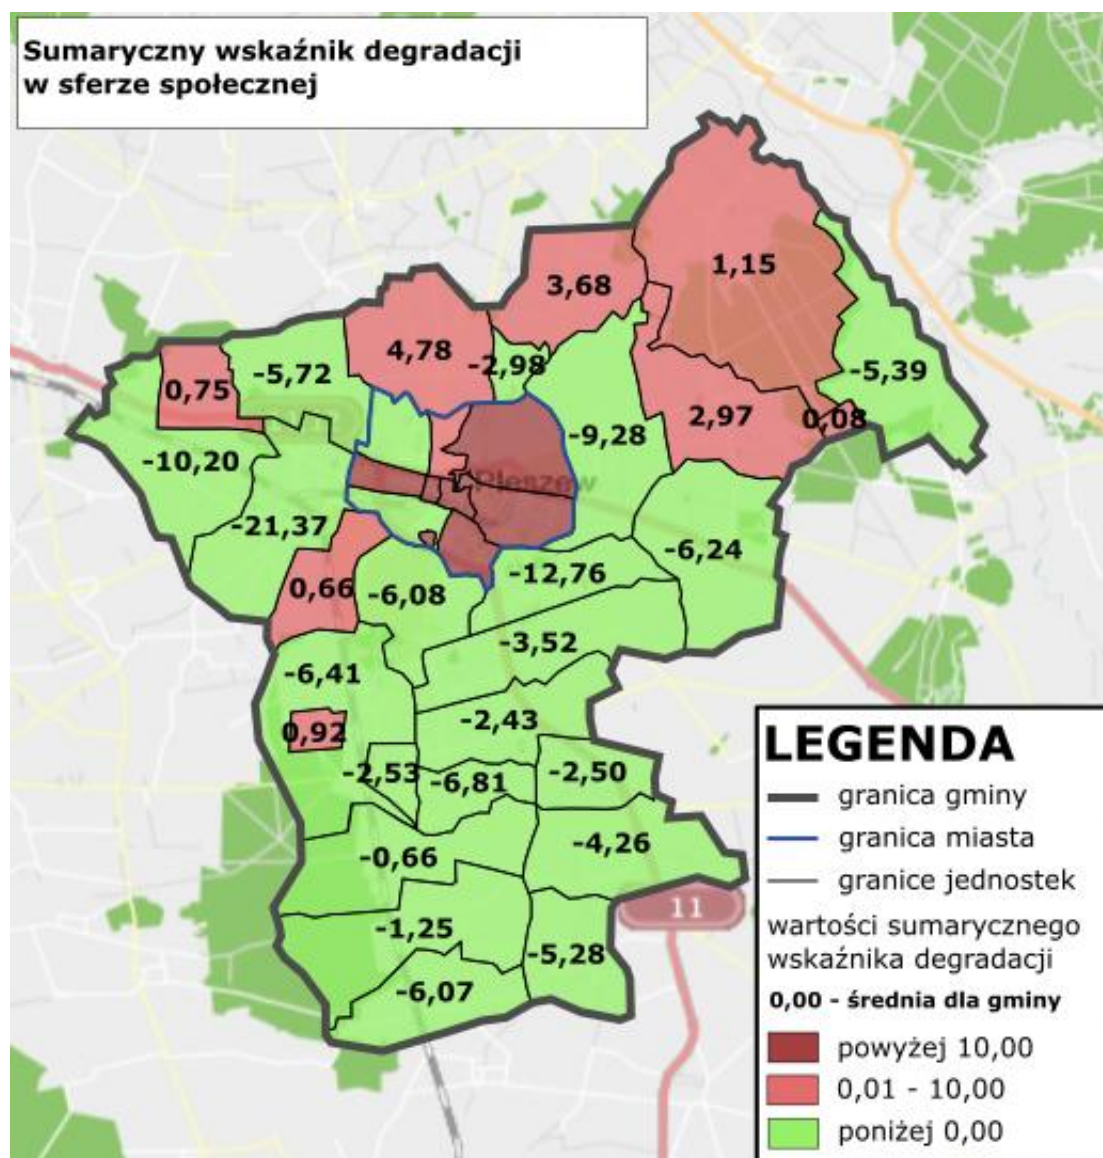 Sumaryczny wskaźnik degradacji
w sferze społecznej
1,15
3,68
4,78
-2,98
-5,72
-5,39
0,75
2,97
0,08
-9,28
-10,20
Pleszew
-21,37
-6,24
-12,76
0,66
-6,08
-3,52
-6,41
-2,43
0,92
-2,53
-6,81
-2,50
-4,26
-0,66
11
-1,25
-5,28
-6,07
LEGENDA
granica gminy
granica miasta
granice jednostek
wartości sumarycznego
wskaźnika degradacji
0,00 - średnia dla gminy
powyżej 10,00
0,01 - 10,00
poniżej 0,00